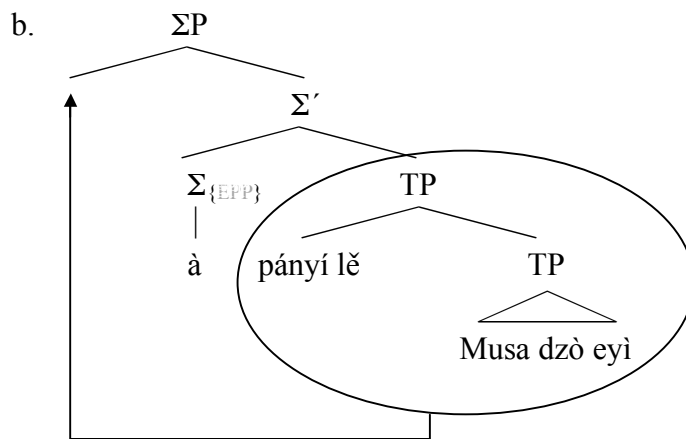 b.
ΣP
Σ´
Σ{EPP} TP
à pányí lě TP
Musa dzò eyì